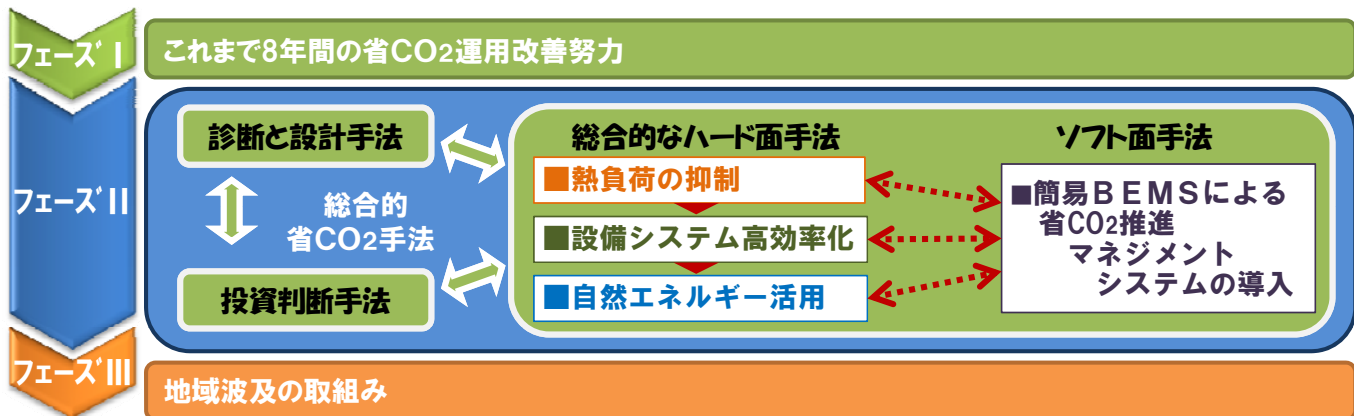 フェーズⅠ
これまで8年間の省CO2運用改善努力
フェーズⅡ
診断と設計手法
総合的
省CO2手法
投資判断手法
総合的なハード面手法
■熱負荷の抑制
■設備システム高効率化
■自然エネルギー活用
ソフト面手法
■簡易BEMSによる
省CO2推進
マネジメント
システムの導入
フェーズⅢ
地域波及の取組み